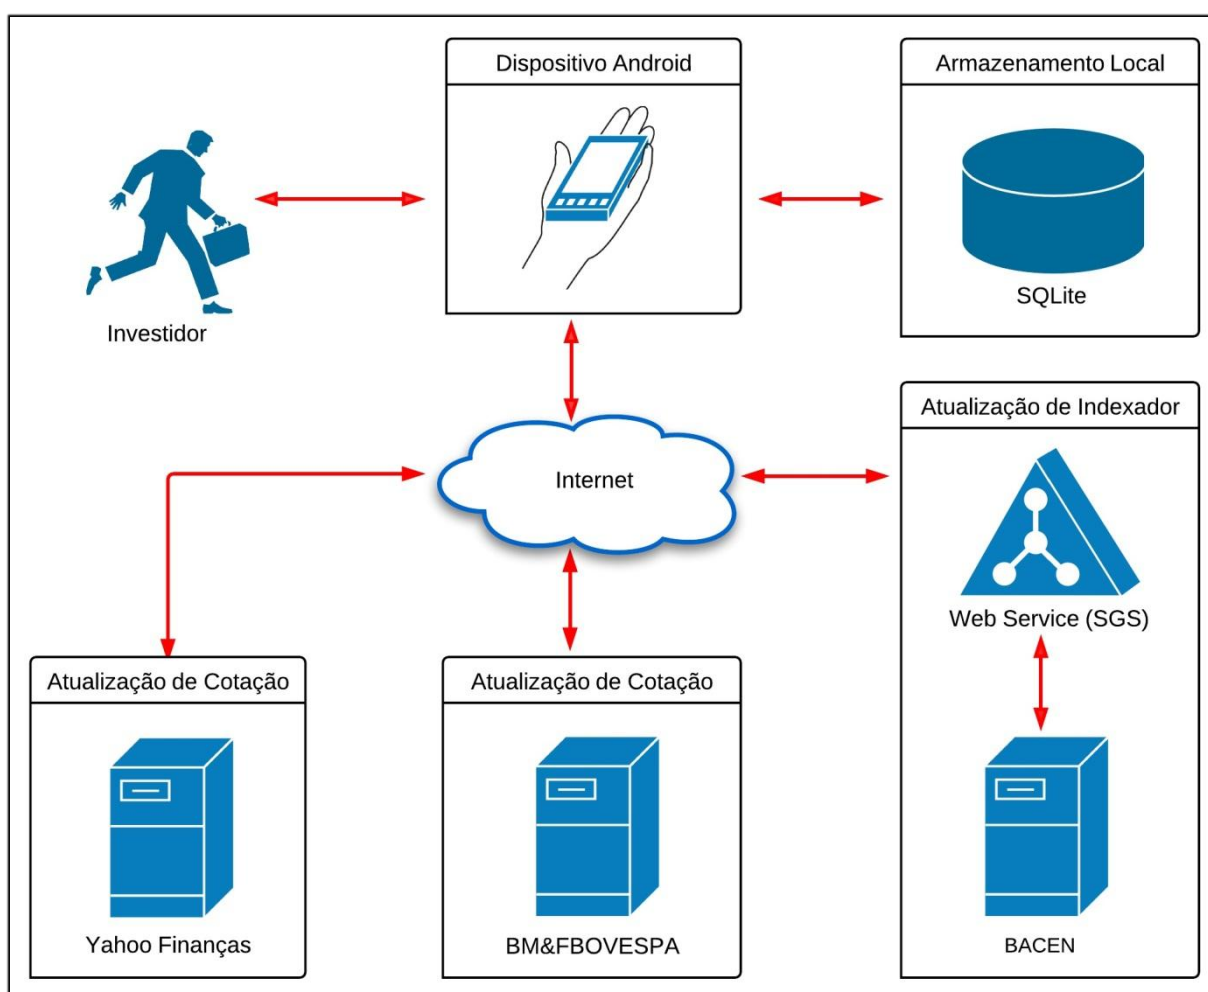 Dispositivo Android
Armazenamento Local
Investidor
SQLite
Atualização de Indexador
Internet
Web Service (SGS)
Atualização de Cotação
Atualização de Cotação
Yahoo Finanças
BM&FBOVESPA
BACEN